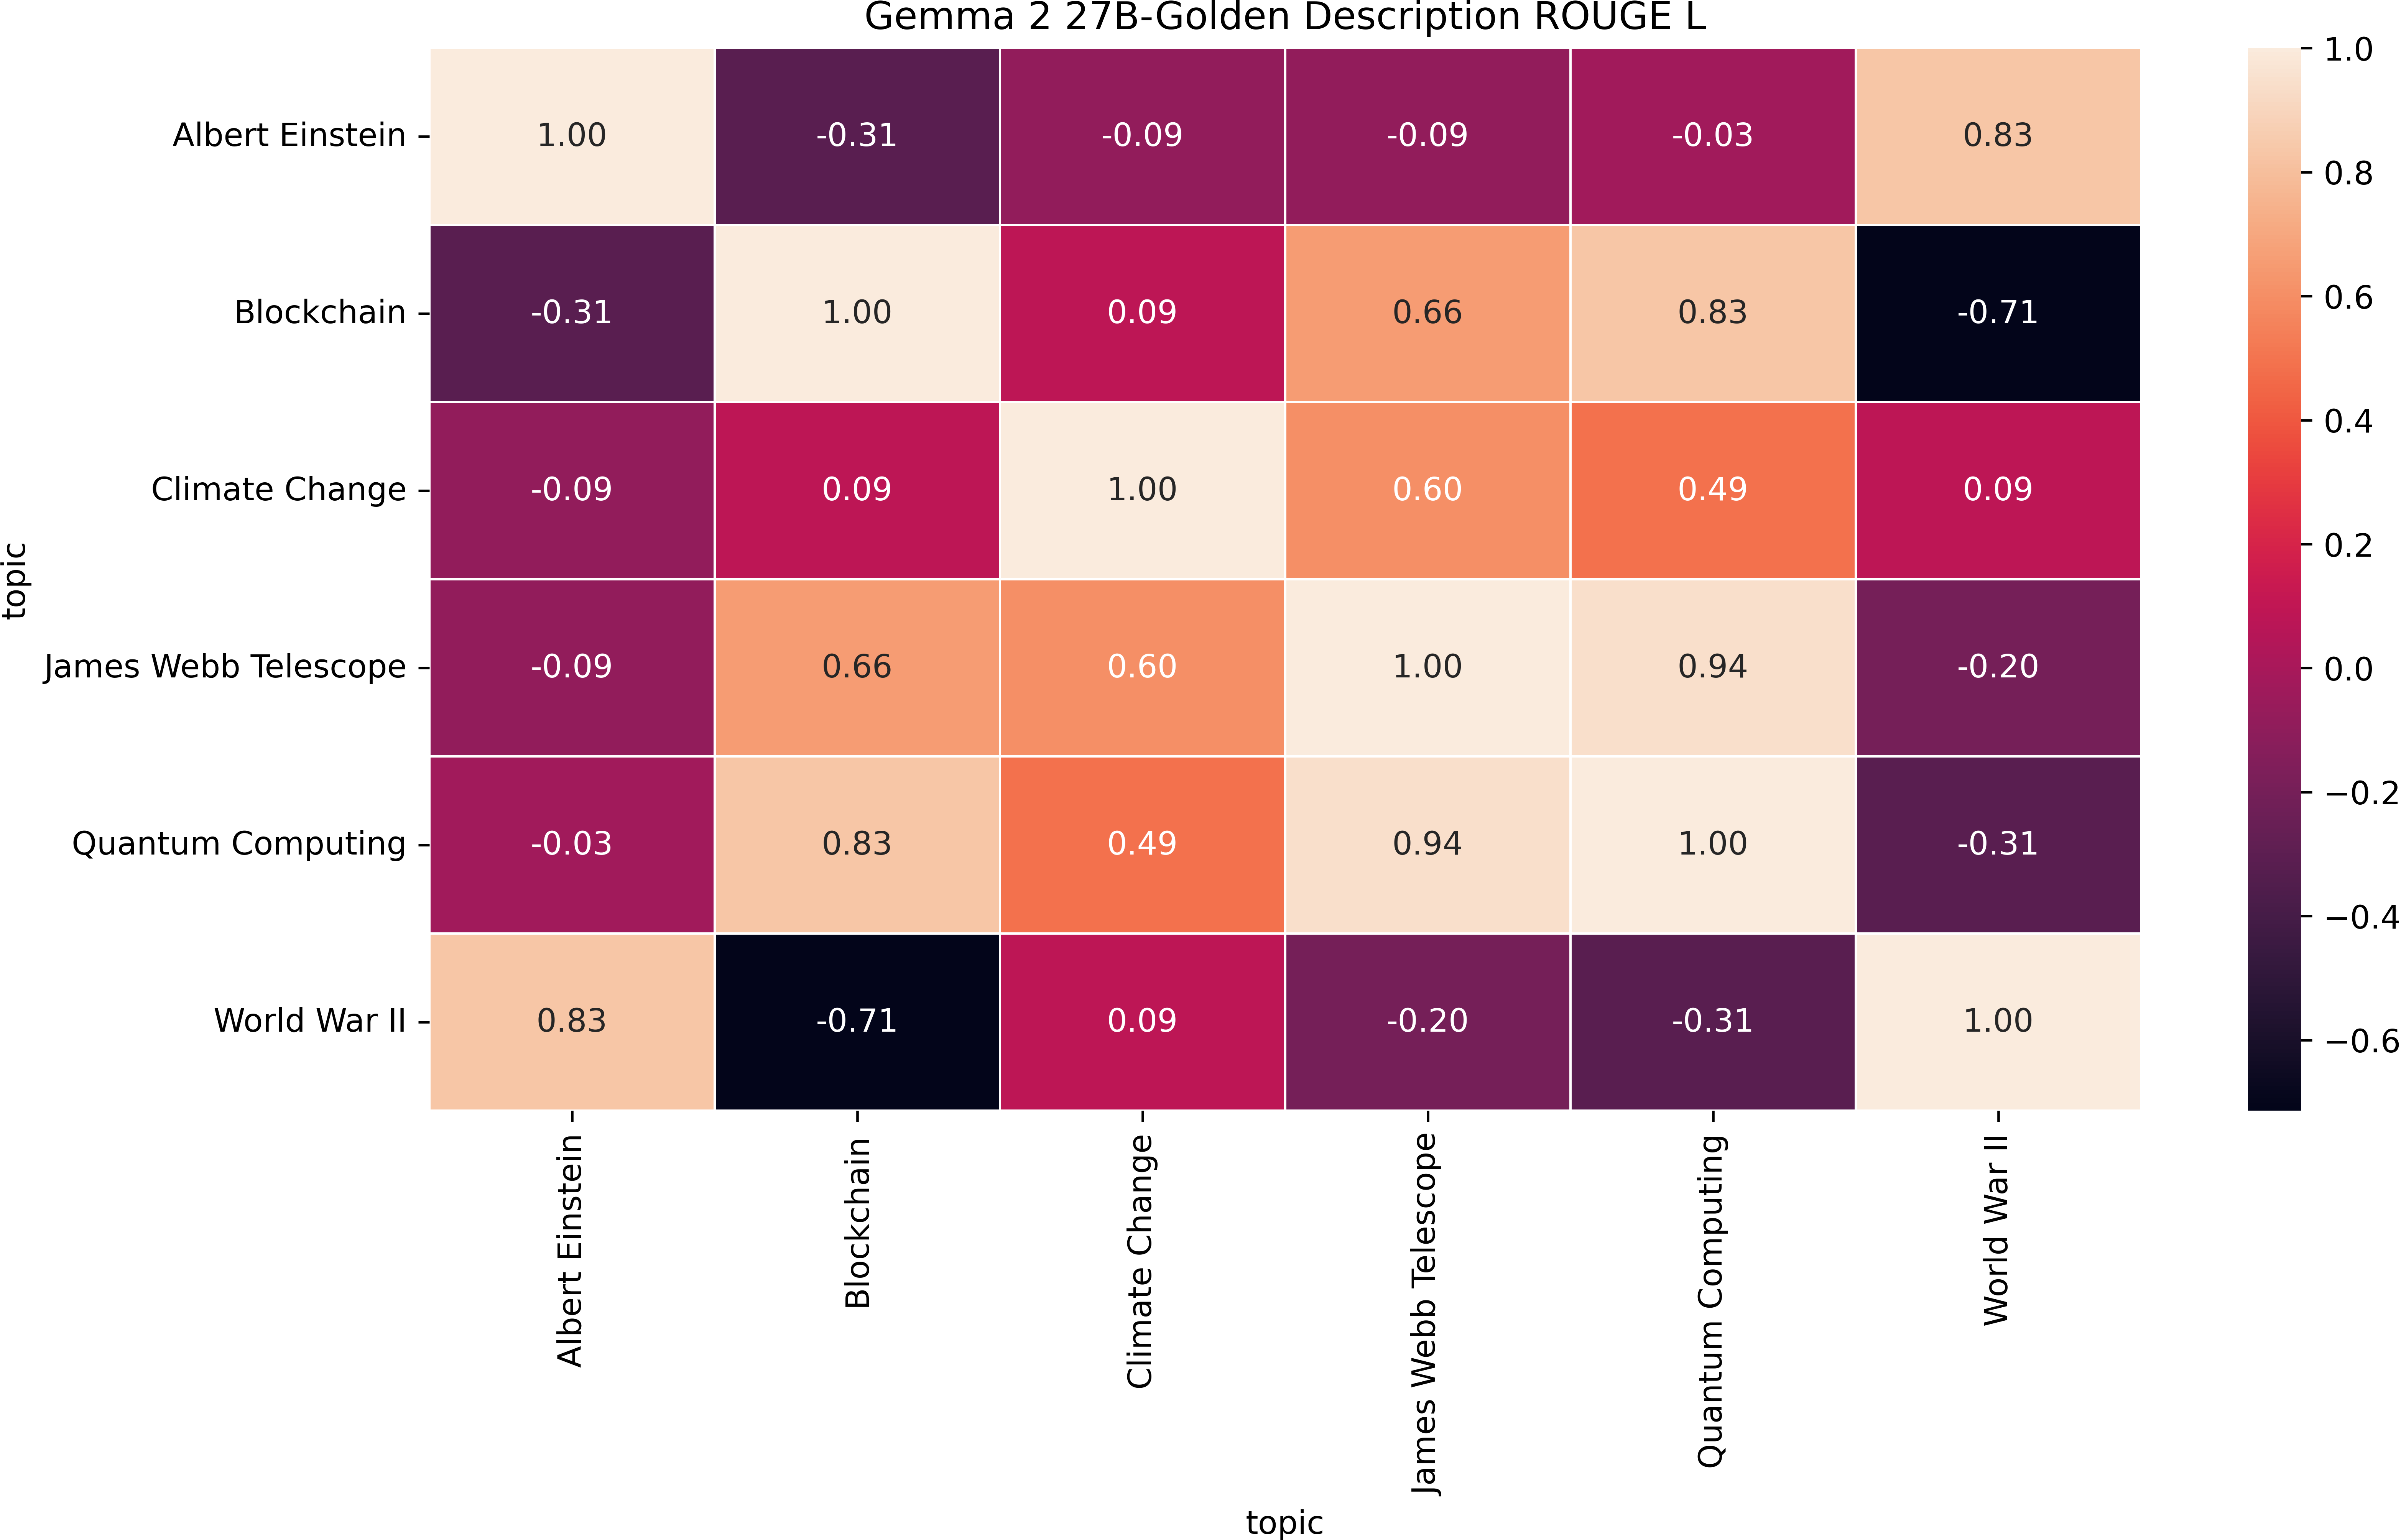 Gemma 2 27B-Golden Description ROUGE L
Albert Einstein 1.00 -0.31 -0.09 -0.09 -0.03 0.83
Blockchain -0.31 1.00 0.09 0.66 0.83 -0.71
Climate Change -0.09 0.09 1.00 0.60 0.49 0.09
James Webb Telescope -0.09 0.66 0.60 1.00 0.94 -0.20
Quantum Computing -0.03 0.83 0.49 0.94 1.00 -0.31
World War II 0.83 -0.71 0.09 -0.20 -0.31 1.00
topic
Albert Einstein
Blockchain
Climate Change
James Webb Telescope
Quantum Computing
World War II
topic
1.0
0.8
0.6
0.4
0.2
0.0
−0.2
−0.4
−0.6